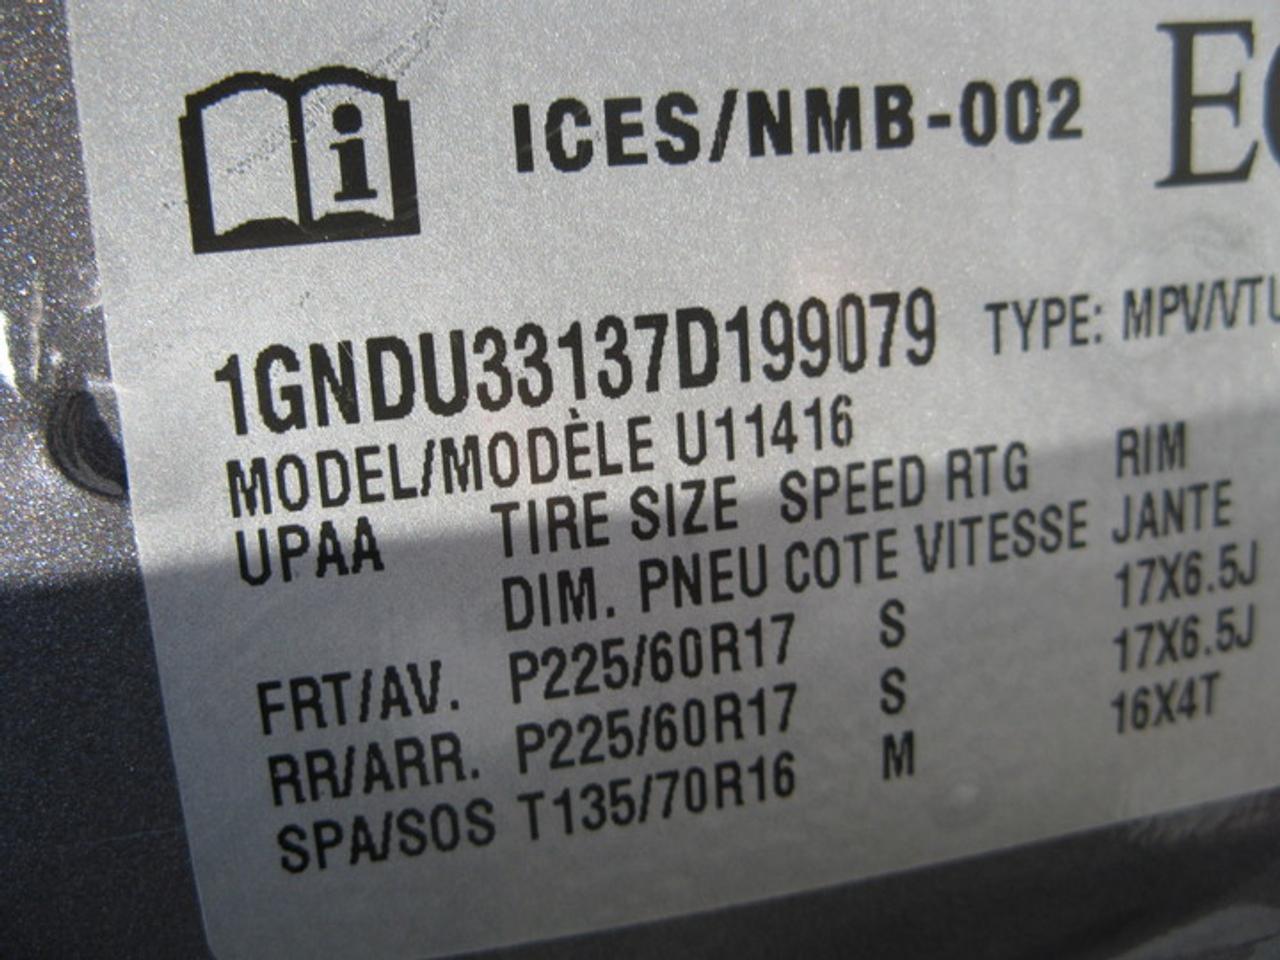 i
ICES/NMB-002
1GNDU33137D199079 TYPE: MPV/VTU
MODEL/MODÈLE U11416
UPAA TIRE SIZE SPEED RTG RIM
DIM. PNEU COTE VITESSE JANTE
FRT/AV. P225/60R17 S 17X6.5J
RR/ARR. P225/60R17 S 17X6.5J
SPA/SOS T135/70R16 M 16X4T